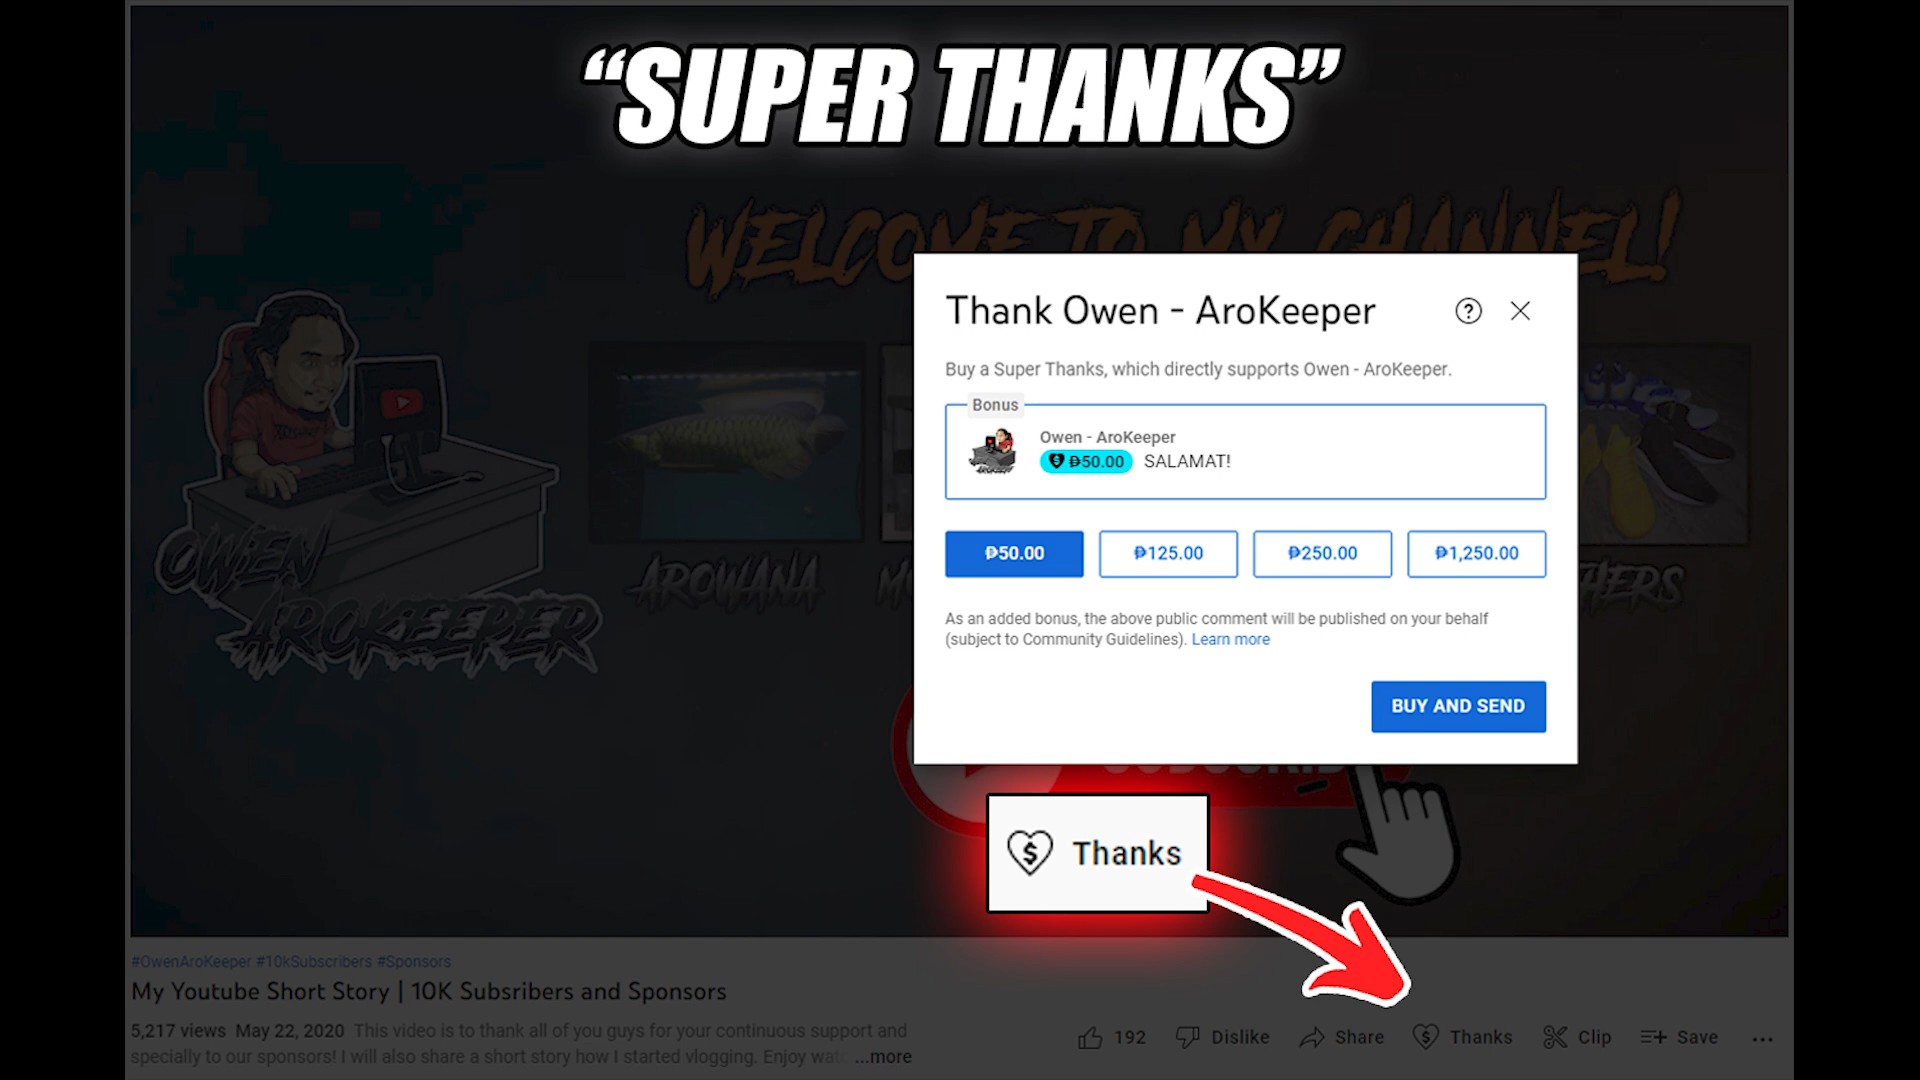 “SUPER THANKS”
WELCOME TO MY CHANNEL!
Thank Owen - AroKeeper
Buy a Super Thanks, which directly supports Owen - AroKeeper.
Bonus
Owen - AroKeeper
₱50.00 SALAMAT!
₱50.00 ₱125.00 ₱250.00 ₱1,250.00
As an added bonus, the above public comment will be published on your behalf
(subject to Community Guidelines). Learn more
BUY AND SEND
OWEN
AROKEEPER
AROWANA
Thanks
#OwenAroKeeper #10kSubscribers #Sponsors
My Youtube Short Story | 10K Subsribers and Sponsors
5,217 views May 22, 2020 This video is to thank all of you guys for your continuous support and
specially to our sponsors! I will also share a short story how I started vlogging. Enjoy ...more
192 Dislike Share Thanks Clip Save